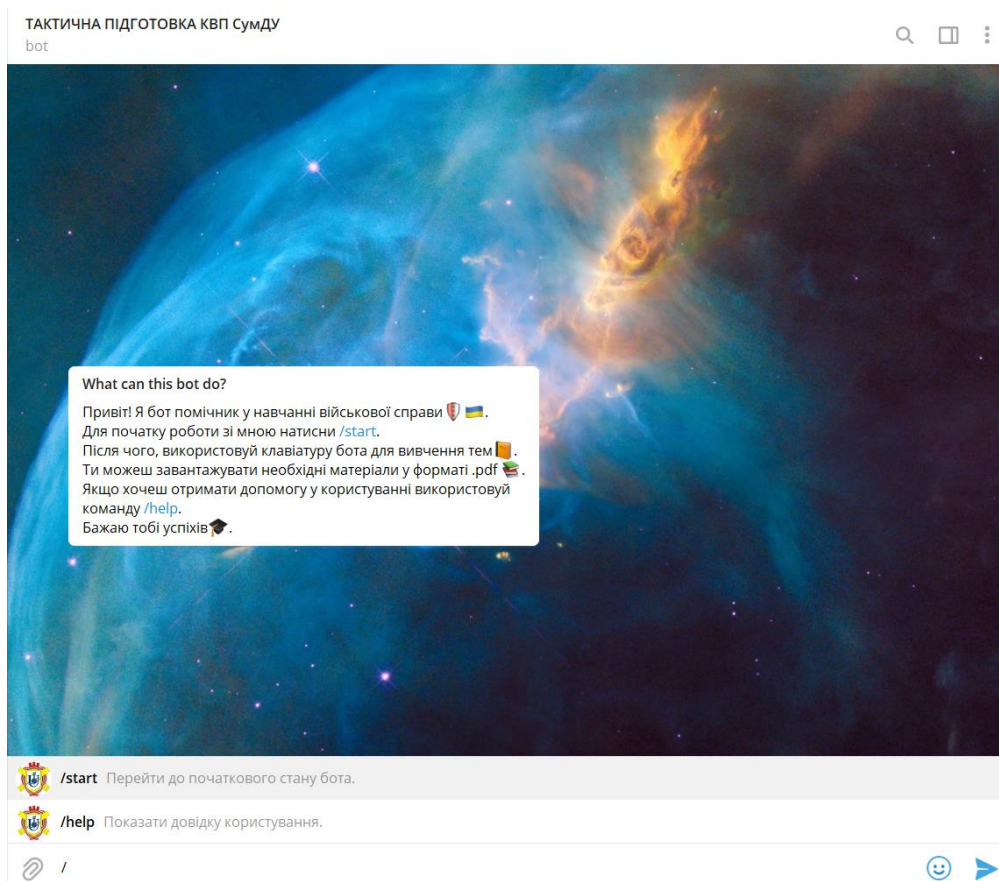 ТАКТИЧНА ПІДГОТОВКА КВП СумДУ
bot
What can this bot do?
Привіт! Я бот помічник у навчанні військової справи 🇺🇦.
Для початку роботи зі мною натисни /start.
Після чого, використовуй клавіатуру бота для вивчення тем📙.
Ти можеш завантажувати необхідні матеріали у форматі .pdf 📚.
Якщо хочеш отримати допомогу у користуванні використовуй
команду /help.
Бажаю тобі успіхів🎓.
/start Перейти до початкового стану бота.
/help Показати довідку користування.
/